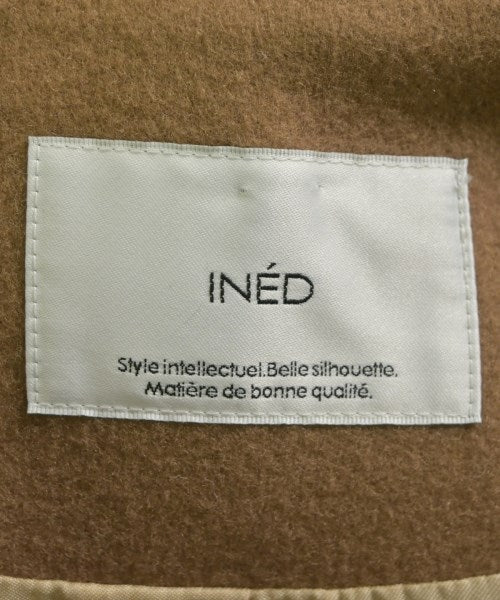 INÉD
Style intellectuel.Belle silhouette.
Matière de bonne qualité.